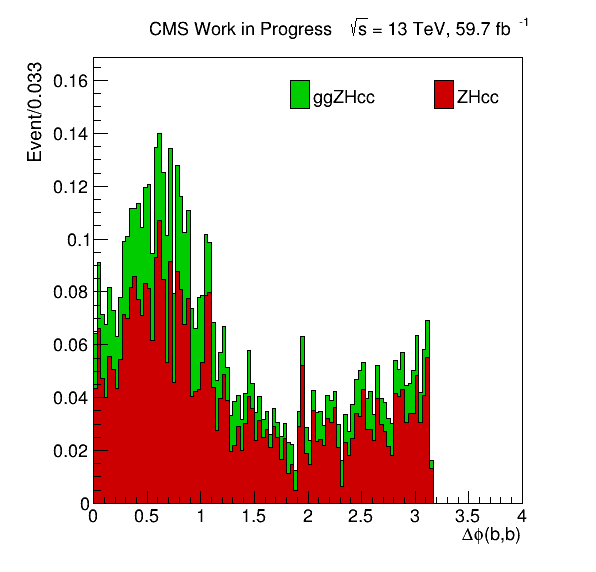 CMS Work in Progress √s = 13 TeV, 59.7 fb -1
Event/0.033
ggZHcc ZHcc
0.16
0.14
0.12
0.1
0.08
0.06
0.04
0.02
0
0 0.5 1 1.5 2 2.5 3 3.5 4
Δϕ(b,b)